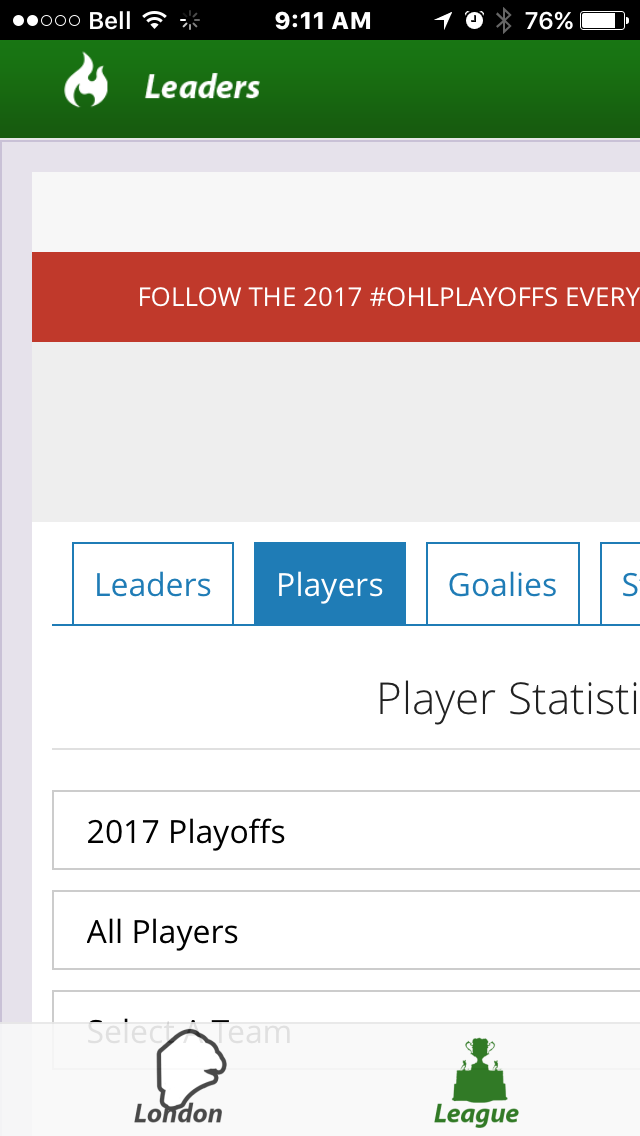 Bell 9:11 AM 76%
Leaders
FOLLOW THE 2017 #OHLPLAYOFFS EVERY
Leaders Players Goalies S
Player Statisti
2017 Playoffs
All Players
Select A Team
London League